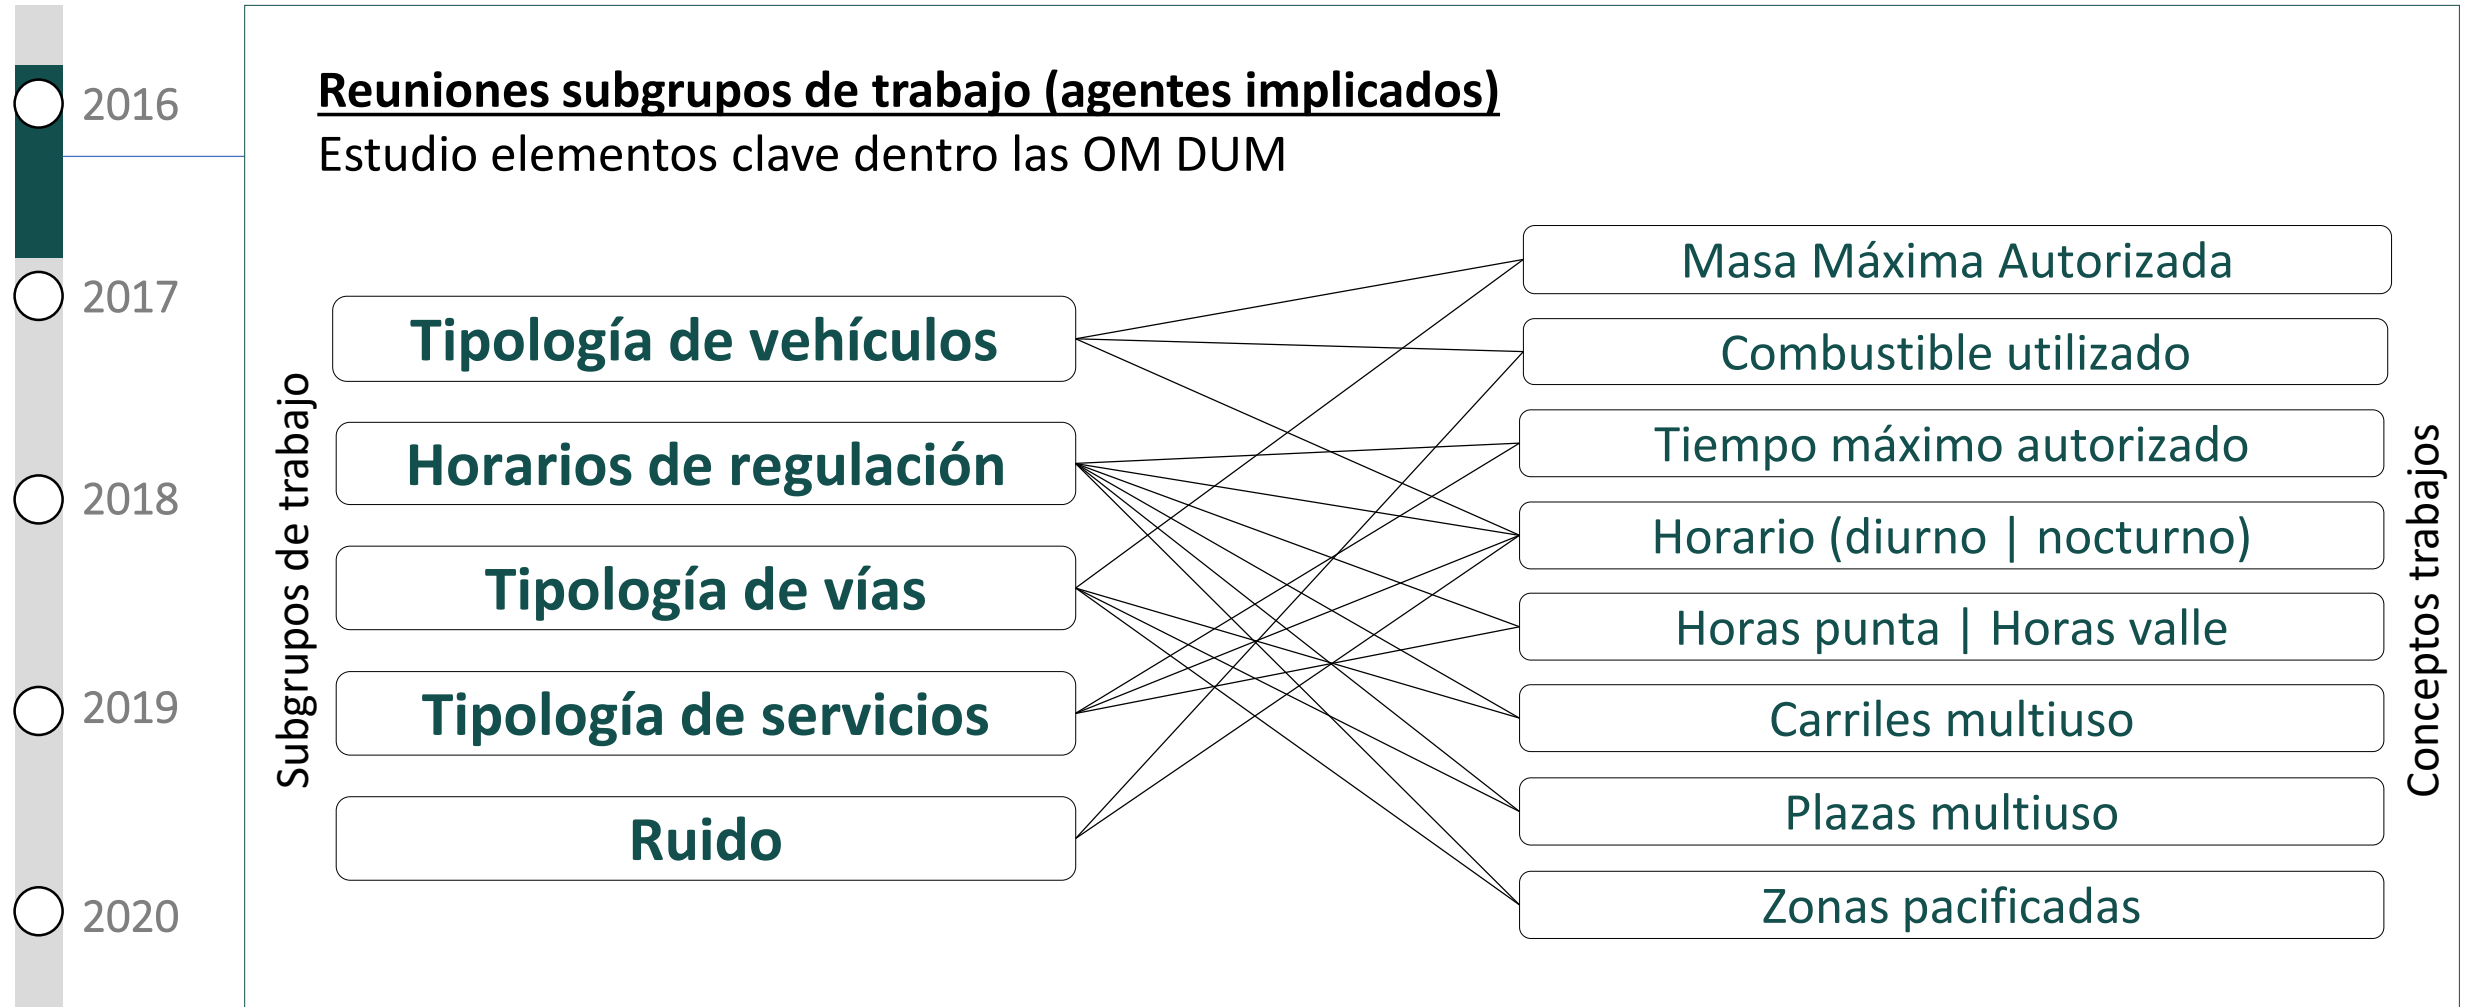 2016
2017
2018
2019
2020
Reuniones subgrupos de trabajo (agentes implicados)
Estudio elementos clave dentro las OM DUM
Subgrupos de trabajo
Tipología de vehículos
Horarios de regulación
Tipología de vías
Tipología de servicios
Ruido
Masa Máxima Autorizada
Combustible utilizado
Tiempo máximo autorizado
Horario (diurno | nocturno)
Horas punta | Horas valle
Carriles multiuso
Plazas multiuso
Zonas pacificadas
Conceptos trabajos